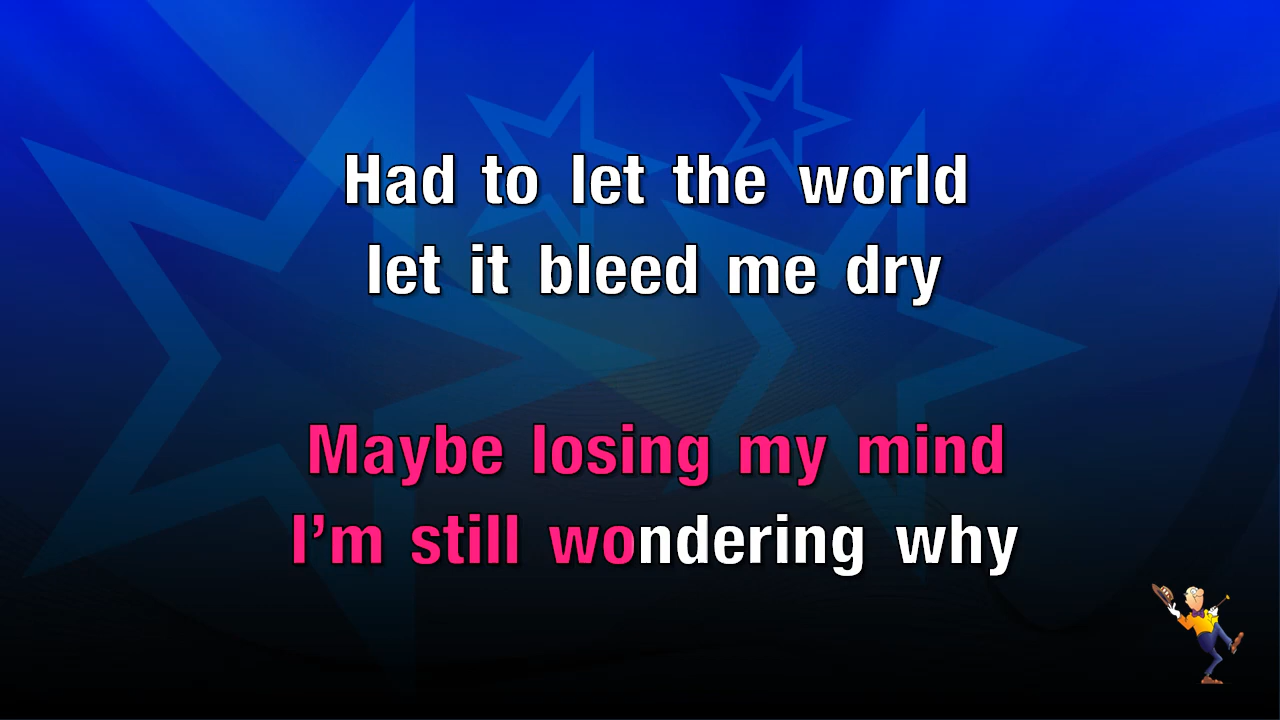 Had to let the world
let it bleed me dry
Maybe losing my mind
I'm still wondering why